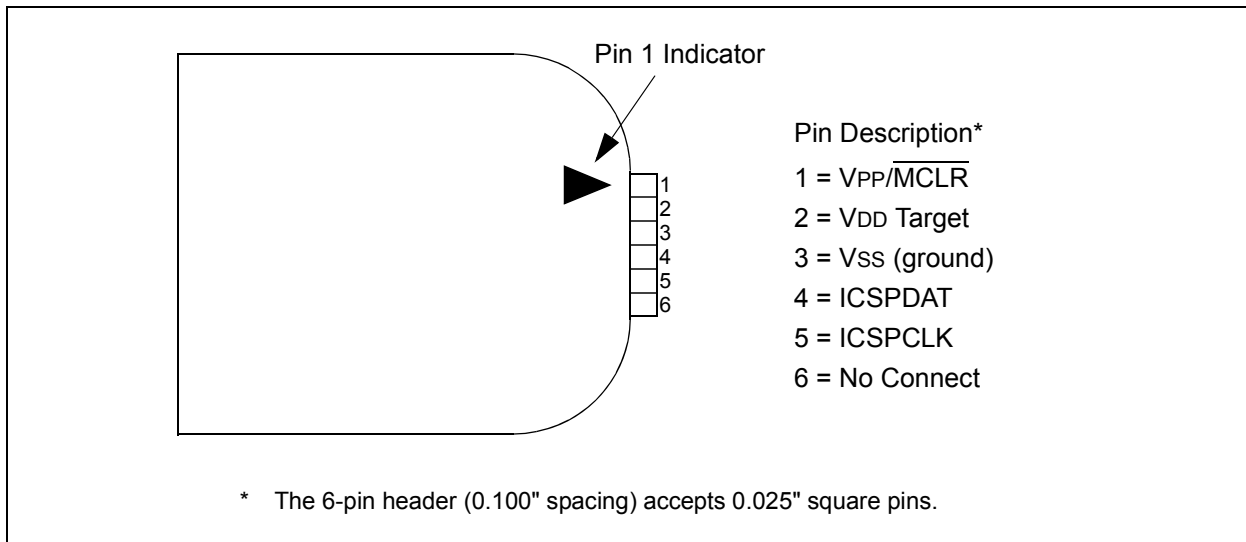 Pin 1 Indicator
1
2
3
4
5
6
Pin Description*
1 = VPP/M̅C̅L̅R̅
2 = VDD Target
3 = VSS (ground)
4 = ICSPDAT
5 = ICSPCLK
6 = No Connect
* The 6-pin header (0.100" spacing) accepts 0.025" square pins.